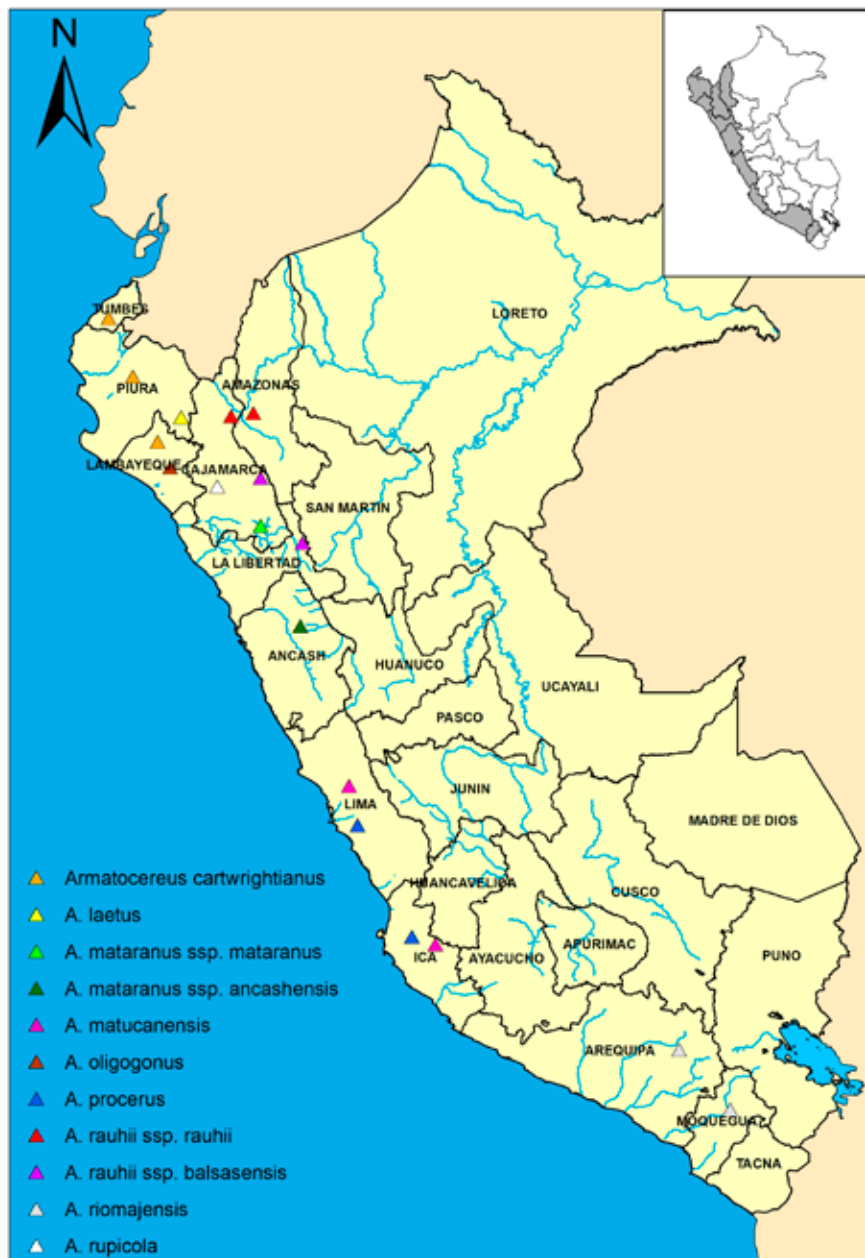 N
TUMBES
LORETO
PIURA
AMAZONAS
LAMBAYEQUE
CAJAMARCA
SAN MARTIN
LA LIBERTAD
ANCASH
HUANUCO
UCAYALI
PASCO
JUNIN
LIMA
MADRE DE DIOS
HUANCAVELICA
CUSCO
ICA
AYACUCHO
APURIMAC
PUNO
AREQUIPA
MOQUEGUA
TACNA
Armatocereus cartwrightianus
A. laetus
A. mataranus ssp. mataranus
A. mataranus ssp. ancashensis
A. matucanensis
A. oligogonus
A. procerus
A. rauhii ssp. rauhii
A. rauhii ssp. balsasensis
A. riomajensis
A. rupicola